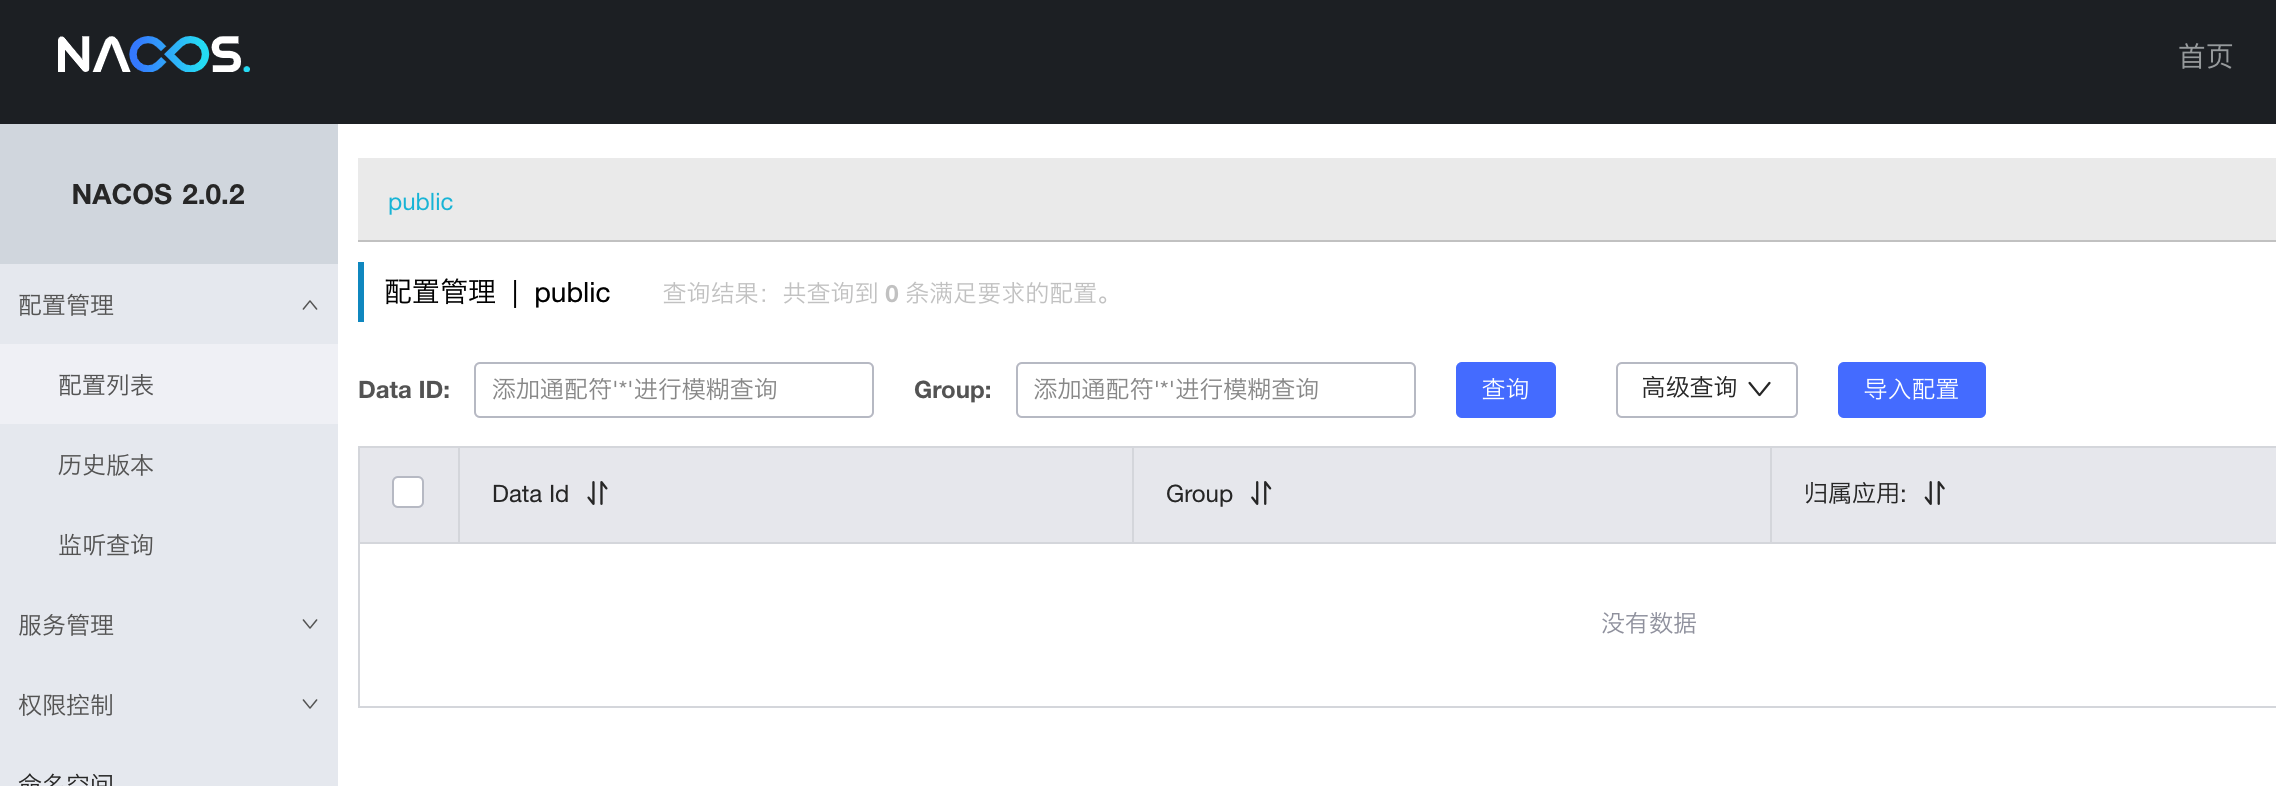 NACOS.
首页
NACOS 2.0.2
配置管理
配置列表
历史版本
监听查询
服务管理
权限控制
命名空间
public
配置管理 | public 查询结果：共查询到 0 条满足要求的配置。
Data ID: 添加通配符'*'进行模糊查询 Group: 添加通配符'*'进行模糊查询 查询 高级查询 导入配置
Data Id Group 归属应用:
没有数据